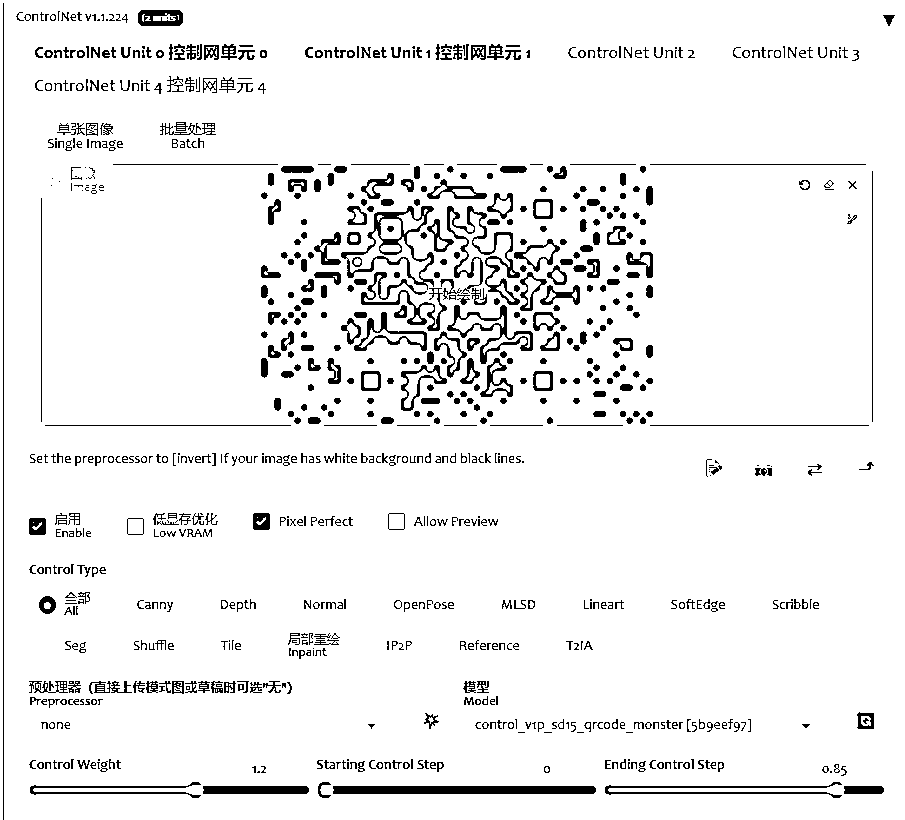 ControlNet v1.1.224 (2 units)
ControlNet Unit 0 控制网单元 0 ControlNet Unit 1 控制网单元 1 ControlNet Unit 2 ControlNet Unit 3
ControlNet Unit 4 控制网单元 4
单张图像 批量处理
Single Image Batch
Image
开始绘制
Set the preprocessor to [invert] If your image has white background and black lines.
启用 低显存优化 Pixel Perfect Allow Preview
Enable Low VRAM
Control Type
全部 Canny Depth Normal OpenPose MLSD Lineart SoftEdge Scribble
All
Seg Shuffle Tile 局部重绘 IP2P Reference T2IA
Inpaint
预处理器（直接上传模式图或草稿时可选"无"） 模型
Preprocessor Model
none control_v1p_sd15_qrcode_monster [5b9eef97]
Control Weight 1.2 Starting Control Step 0 Ending Control Step 0.85